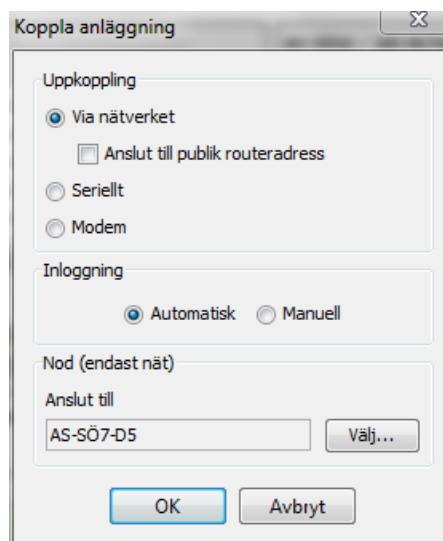 Koppla anläggning
Uppkoppling
Via nätverket
Anslut till publik routeradress
Seriellt
Modem
Inloggning
Automatisk Manuell
Nod (endast nät)
Anslut till
AS-SÖ7-D5 Välj...
OK Avbryt